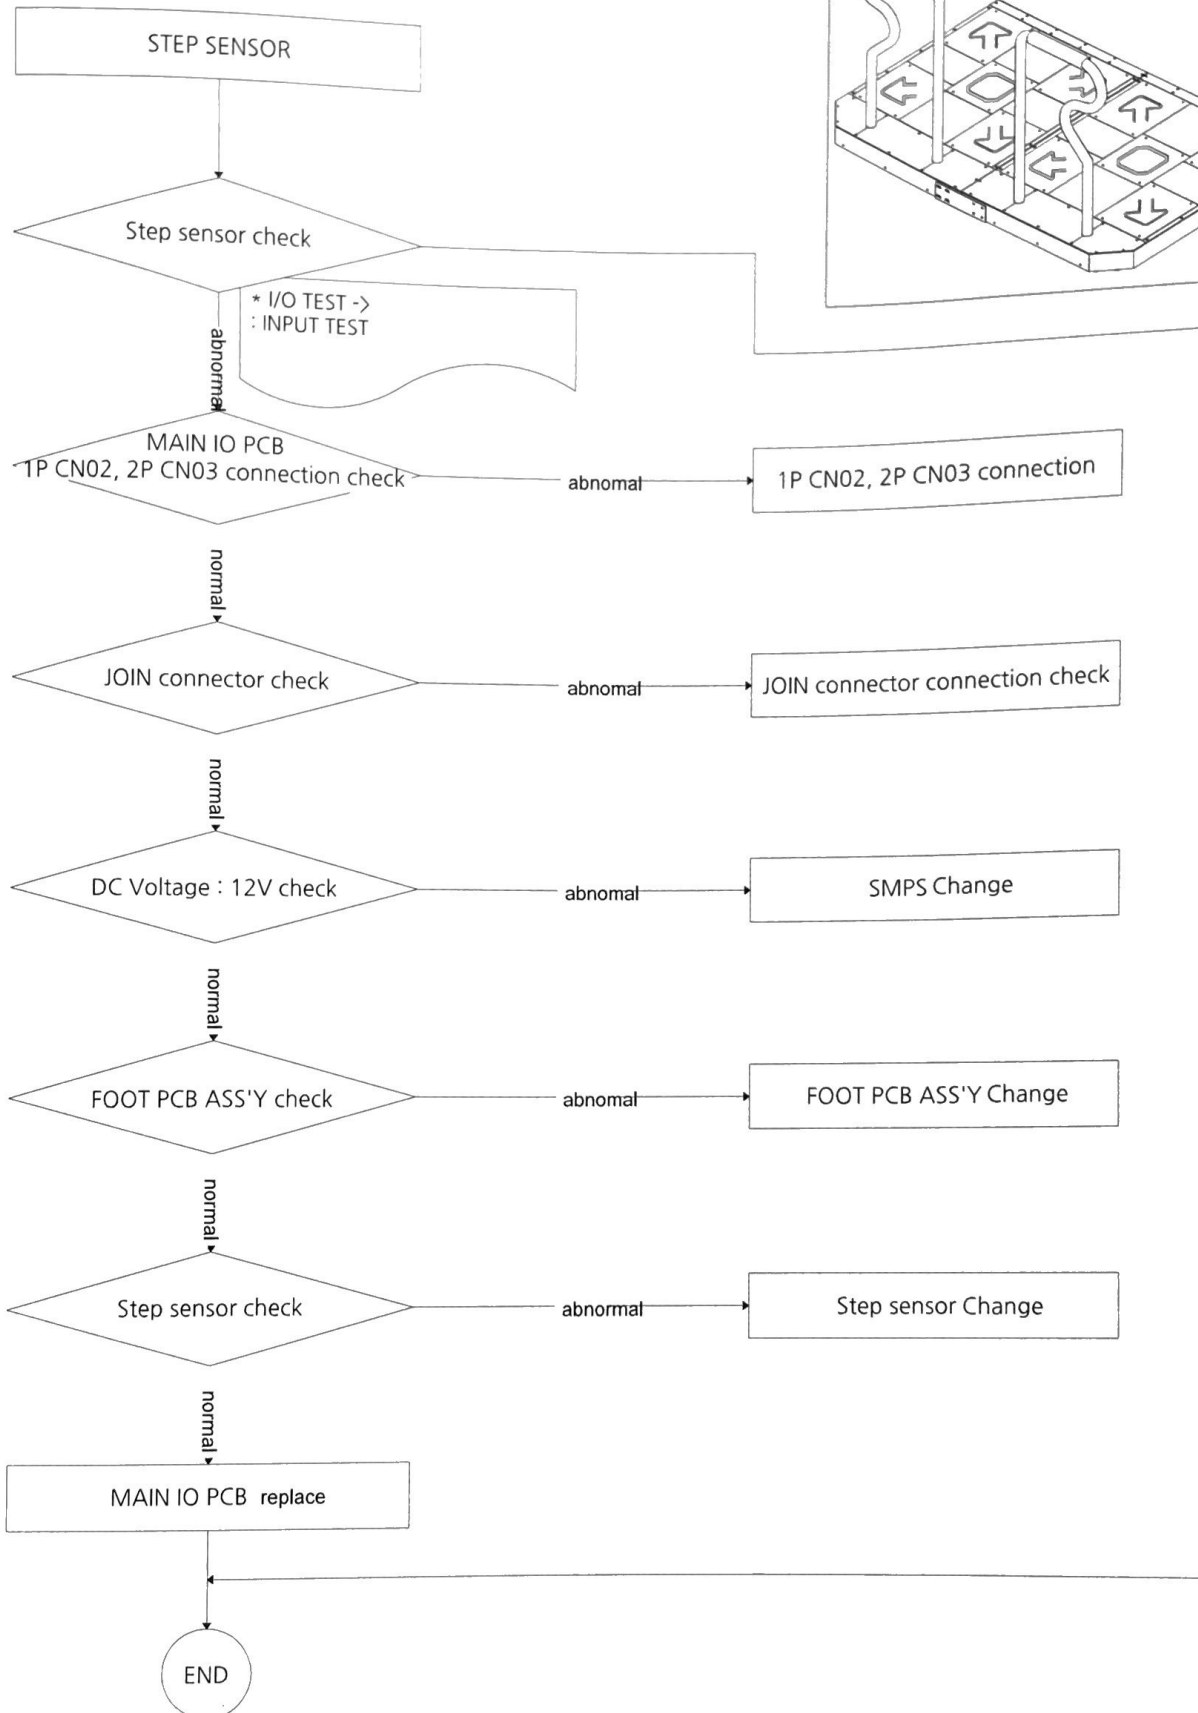 STEP SENSOR
Step sensor check
* I/O TEST ->
: INPUT TEST
abnormal
MAIN IO PCB
1P CN02, 2P CN03 connection check
abnomal
1P CN02, 2P CN03 connection
normal
JOIN connector check
abnomal
JOIN connector connection check
normal
DC Voltage : 12V check
abnomal
SMPS Change
normal
FOOT PCB ASS'Y check
abnomal
FOOT PCB ASS'Y Change
normal
Step sensor check
abnormal
Step sensor Change
normal
MAIN IO PCB replace
END